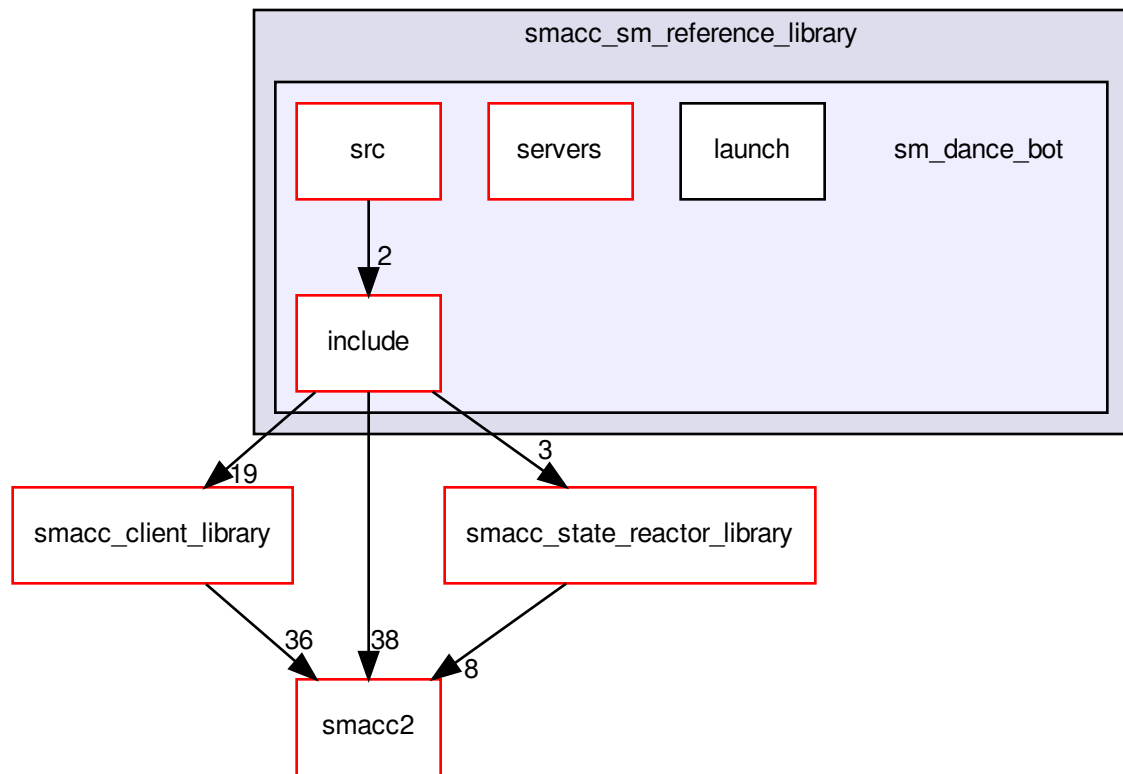 smacc_sm_reference_library
src
servers
launch
sm_dance_bot
2
include
19
3
smacc_client_library
smacc_state_reactor_library
36
38
8
smacc2